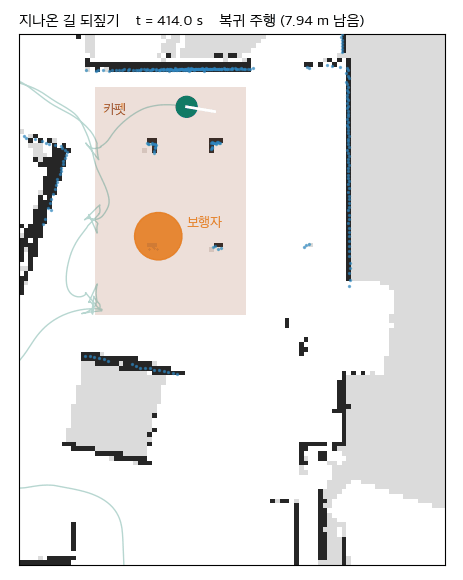 지나온 길 되짚기 t = 414.0 s 복귀 주행 (7.94 m 남음)
카펫
보행자